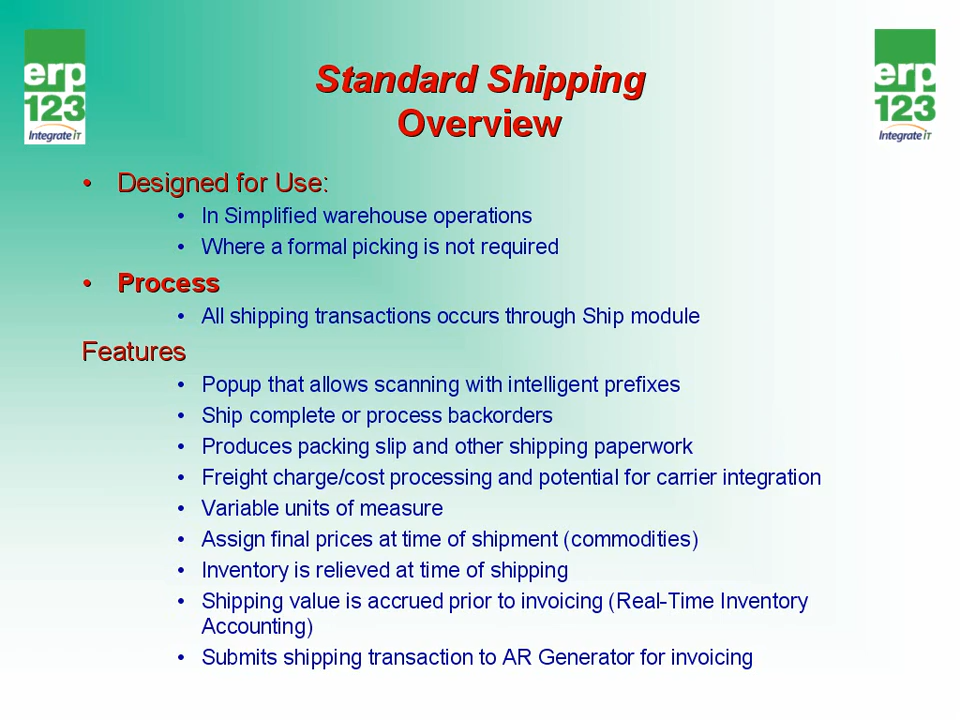 erp
123
Integrate iT
erp
123
Integrate iT
Standard Shipping
Overview
• Designed for Use:
• In Simplified warehouse operations
• Where a formal picking is not required
• Process
• All shipping transactions occurs through Ship module
Features
• Popup that allows scanning with intelligent prefixes
• Ship complete or process backorders
• Produces packing slip and other shipping paperwork
• Freight charge/cost processing and potential for carrier integration
• Variable units of measure
• Assign final prices at time of shipment (commodities)
• Inventory is relieved at time of shipping
• Shipping value is accrued prior to invoicing (Real-Time Inventory
Accounting)
• Submits shipping transaction to AR Generator for invoicing